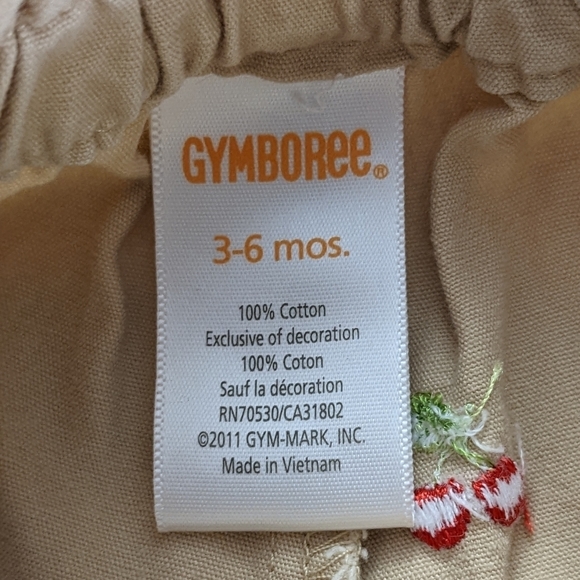 GYMBOREE®
3-6 mos.
100% Cotton
Exclusive of decoration
100% Coton
Sauf la décoration
RN70530/CA31802
©2011 GYM-MARK, INC.
Made in Vietnam